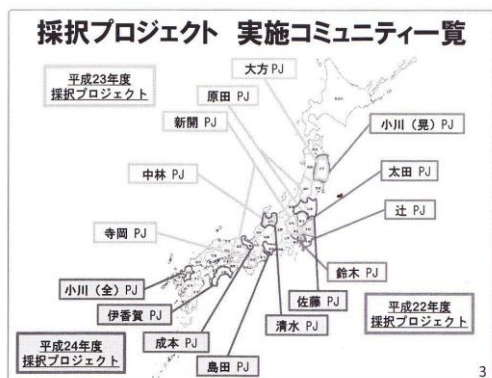 採択プロジェクト 実施コミュニティ一覧
平成23年度
採択プロジェクト
大方 PJ
原田 PJ
新開 PJ
小川（晃）PJ
中林 PJ
太田 PJ
辻 PJ
寺岡 PJ
鈴木 PJ
小川（全）PJ
佐藤 PJ
伊香賀 PJ
清水 PJ
平成22年度
採択プロジェクト
成本 PJ
平成24年度
採択プロジェクト
島田 PJ
3